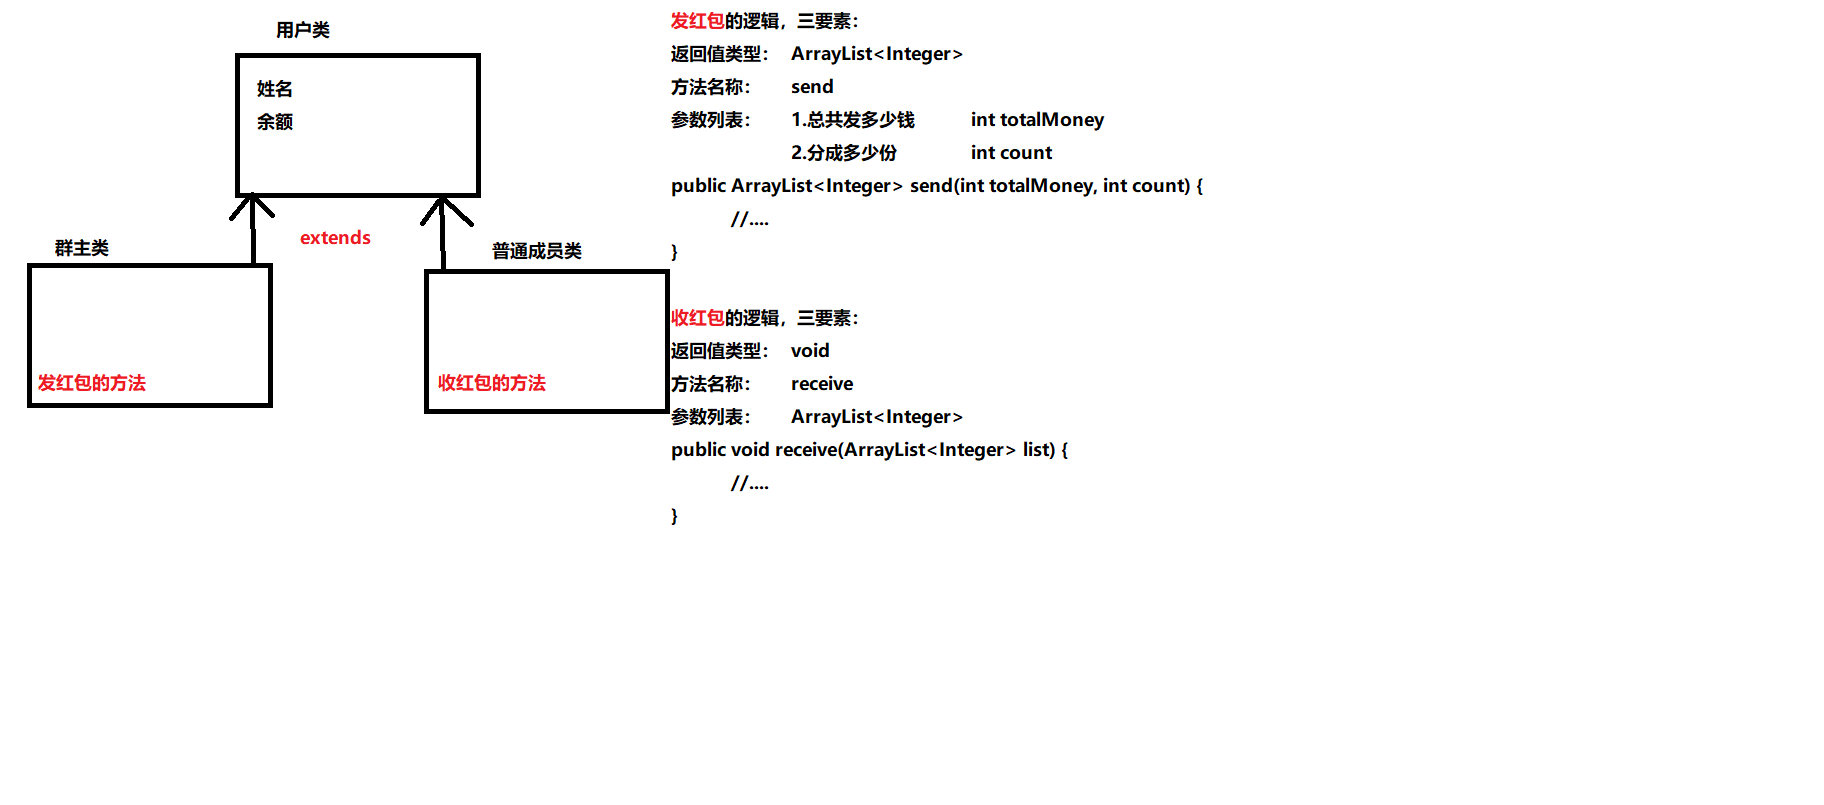 用户类
姓名
余额
extends
群主类
普通成员类
发红包的方法
收红包的方法
发红包的逻辑，三要素：
返回值类型： ArrayList<Integer>
方法名称： send
参数列表： 1.总共发多少钱 int totalMoney
2.分成多少份 int count
public ArrayList<Integer> send(int totalMoney, int count) {
//....
}
收红包的逻辑，三要素：
返回值类型： void
方法名称： receive
参数列表： ArrayList<Integer>
public void receive(ArrayList<Integer> list) {
//....
}